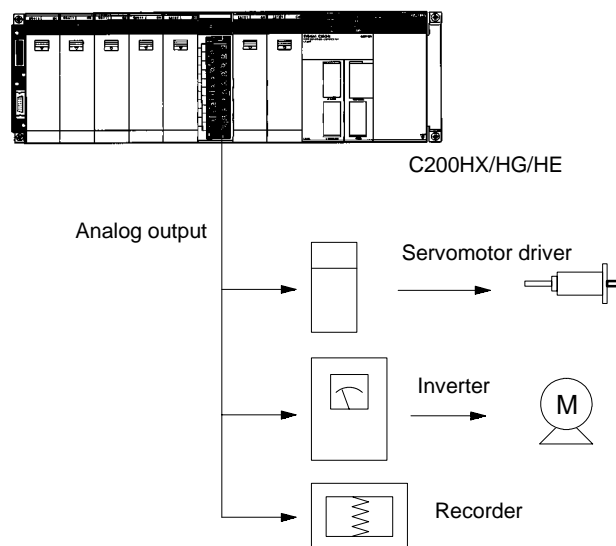 C200HX/HG/HE
Analog output
Servomotor driver
Inverter
M
Recorder